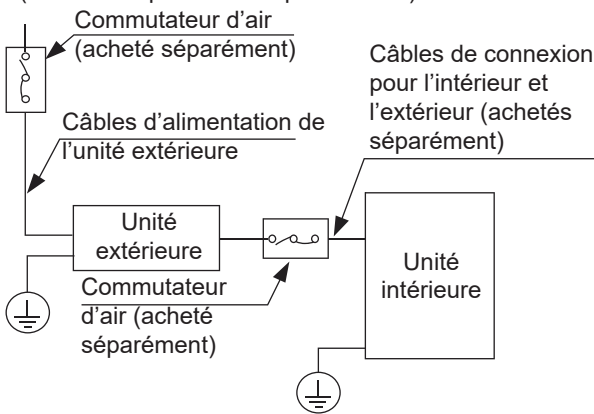 Commutateur d'air
(acheté séparément)
Câbles de connexion
pour l'intérieur et
l'extérieur (achetés
séparément)
Câbles d'alimentation de
l'unité extérieure
Unité
extérieure
Unité
intérieure
Commutateur
d'air (acheté
séparément)